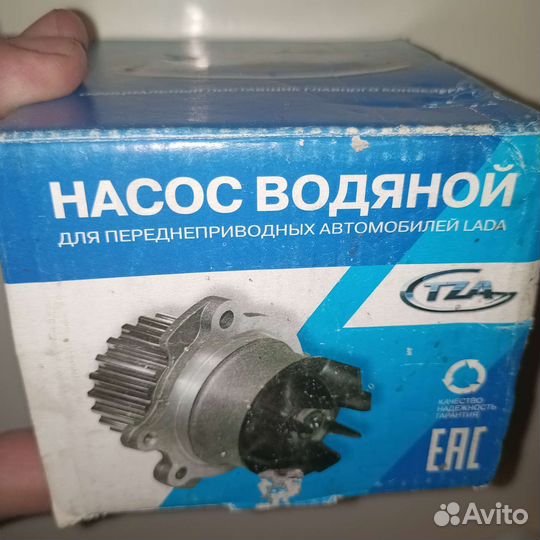 НАСОС ВОДЯНОЙ
ДЛЯ ПЕРЕДНЕПРИВОДНЫХ АВТОМОБИЛЕЙ LADA
TZA
КАЧЕСТВО
НАДЕЖНОСТЬ
ГАРАНТИЯ
EAC
Avito